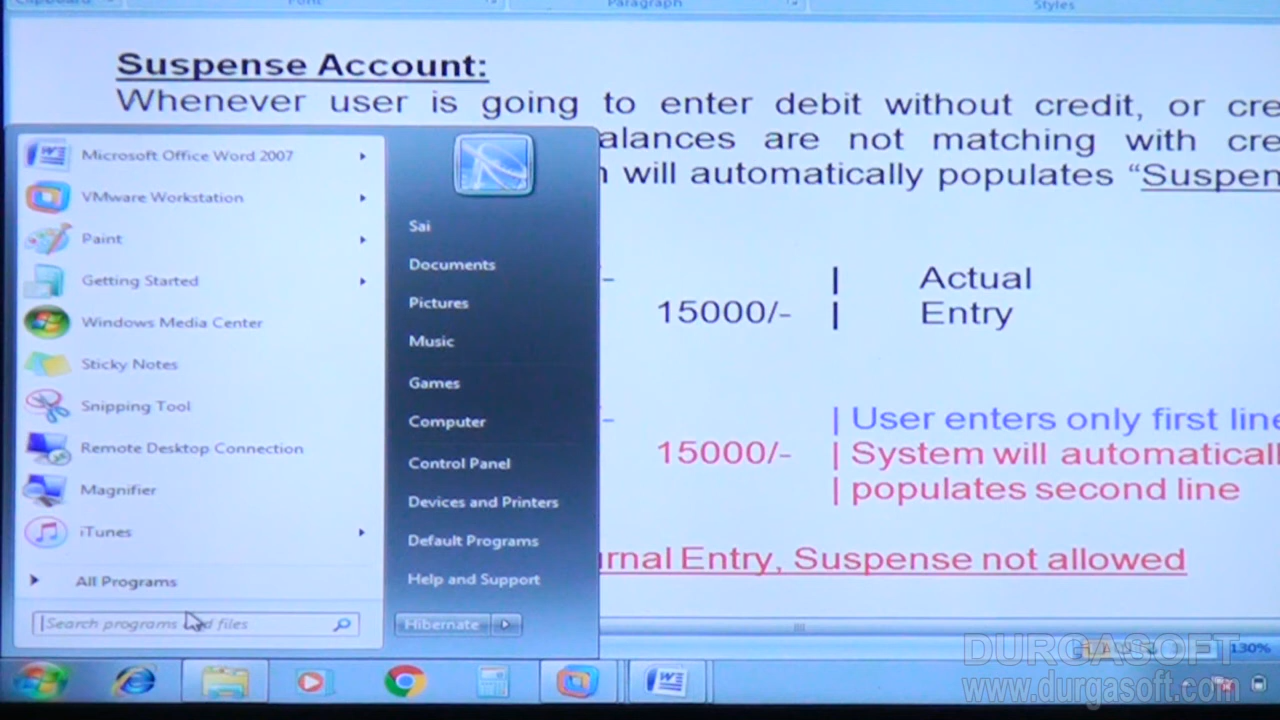 Paragraph
Styles
Suspense Account:
Whenever user is going to enter debit without credit, or cre
alances are not matching with cre
will automatically populates “Suspen
Actual
15000/- | Entry
| User enters only first line
15000/- | System will automaticall
| populates second line
rnal Entry, Suspense not allowed
Microsoft Office Word 2007
VMware Workstation
Paint
Getting Started
Windows Media Center
Sticky Notes
Snipping Tool
Remote Desktop Connection
Magnifier
iTunes
All Programs
Search programs and files
Sai
Documents
Pictures
Music
Games
Computer
Control Panel
Devices and Printers
Default Programs
Help and Support
Hibernate
130%
DURGASOFT
www.durgasoft.com